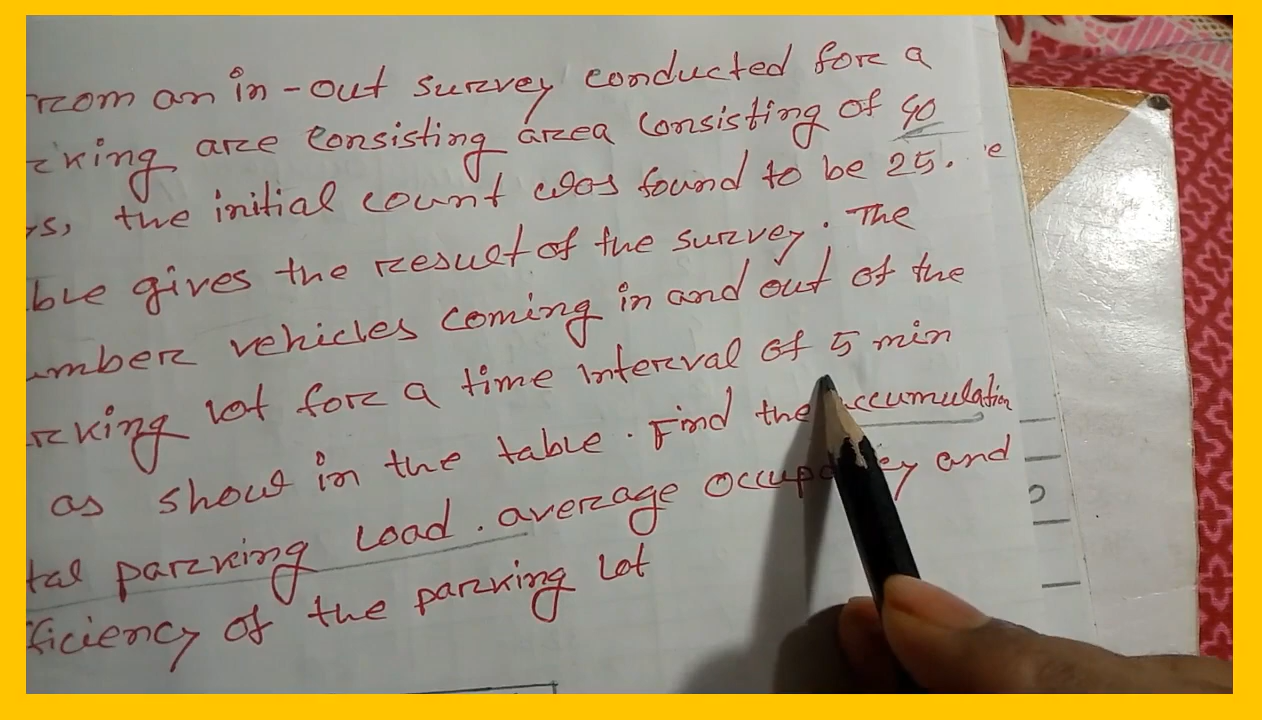 rom an in-out survey conducted for a
rking are consisting area consisting of 40
s, the initial count was found to be 25. e
ble gives the result of the survey. The
mber vehicles coming in and out of the
rking lot for a time interval of 5 min
as show in the table. Find the accumulation
tal parking load. average occupancy and
ficiency of the parking lot